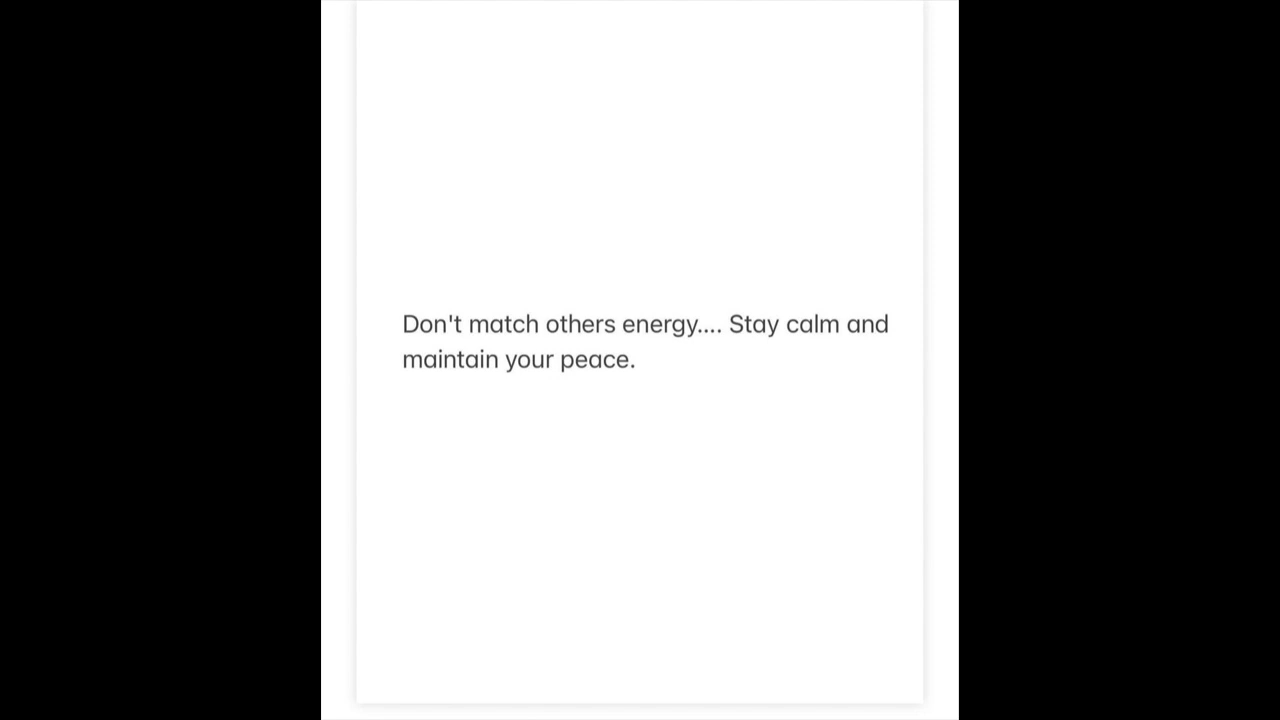 Don't match others energy.... Stay calm and
maintain your peace.